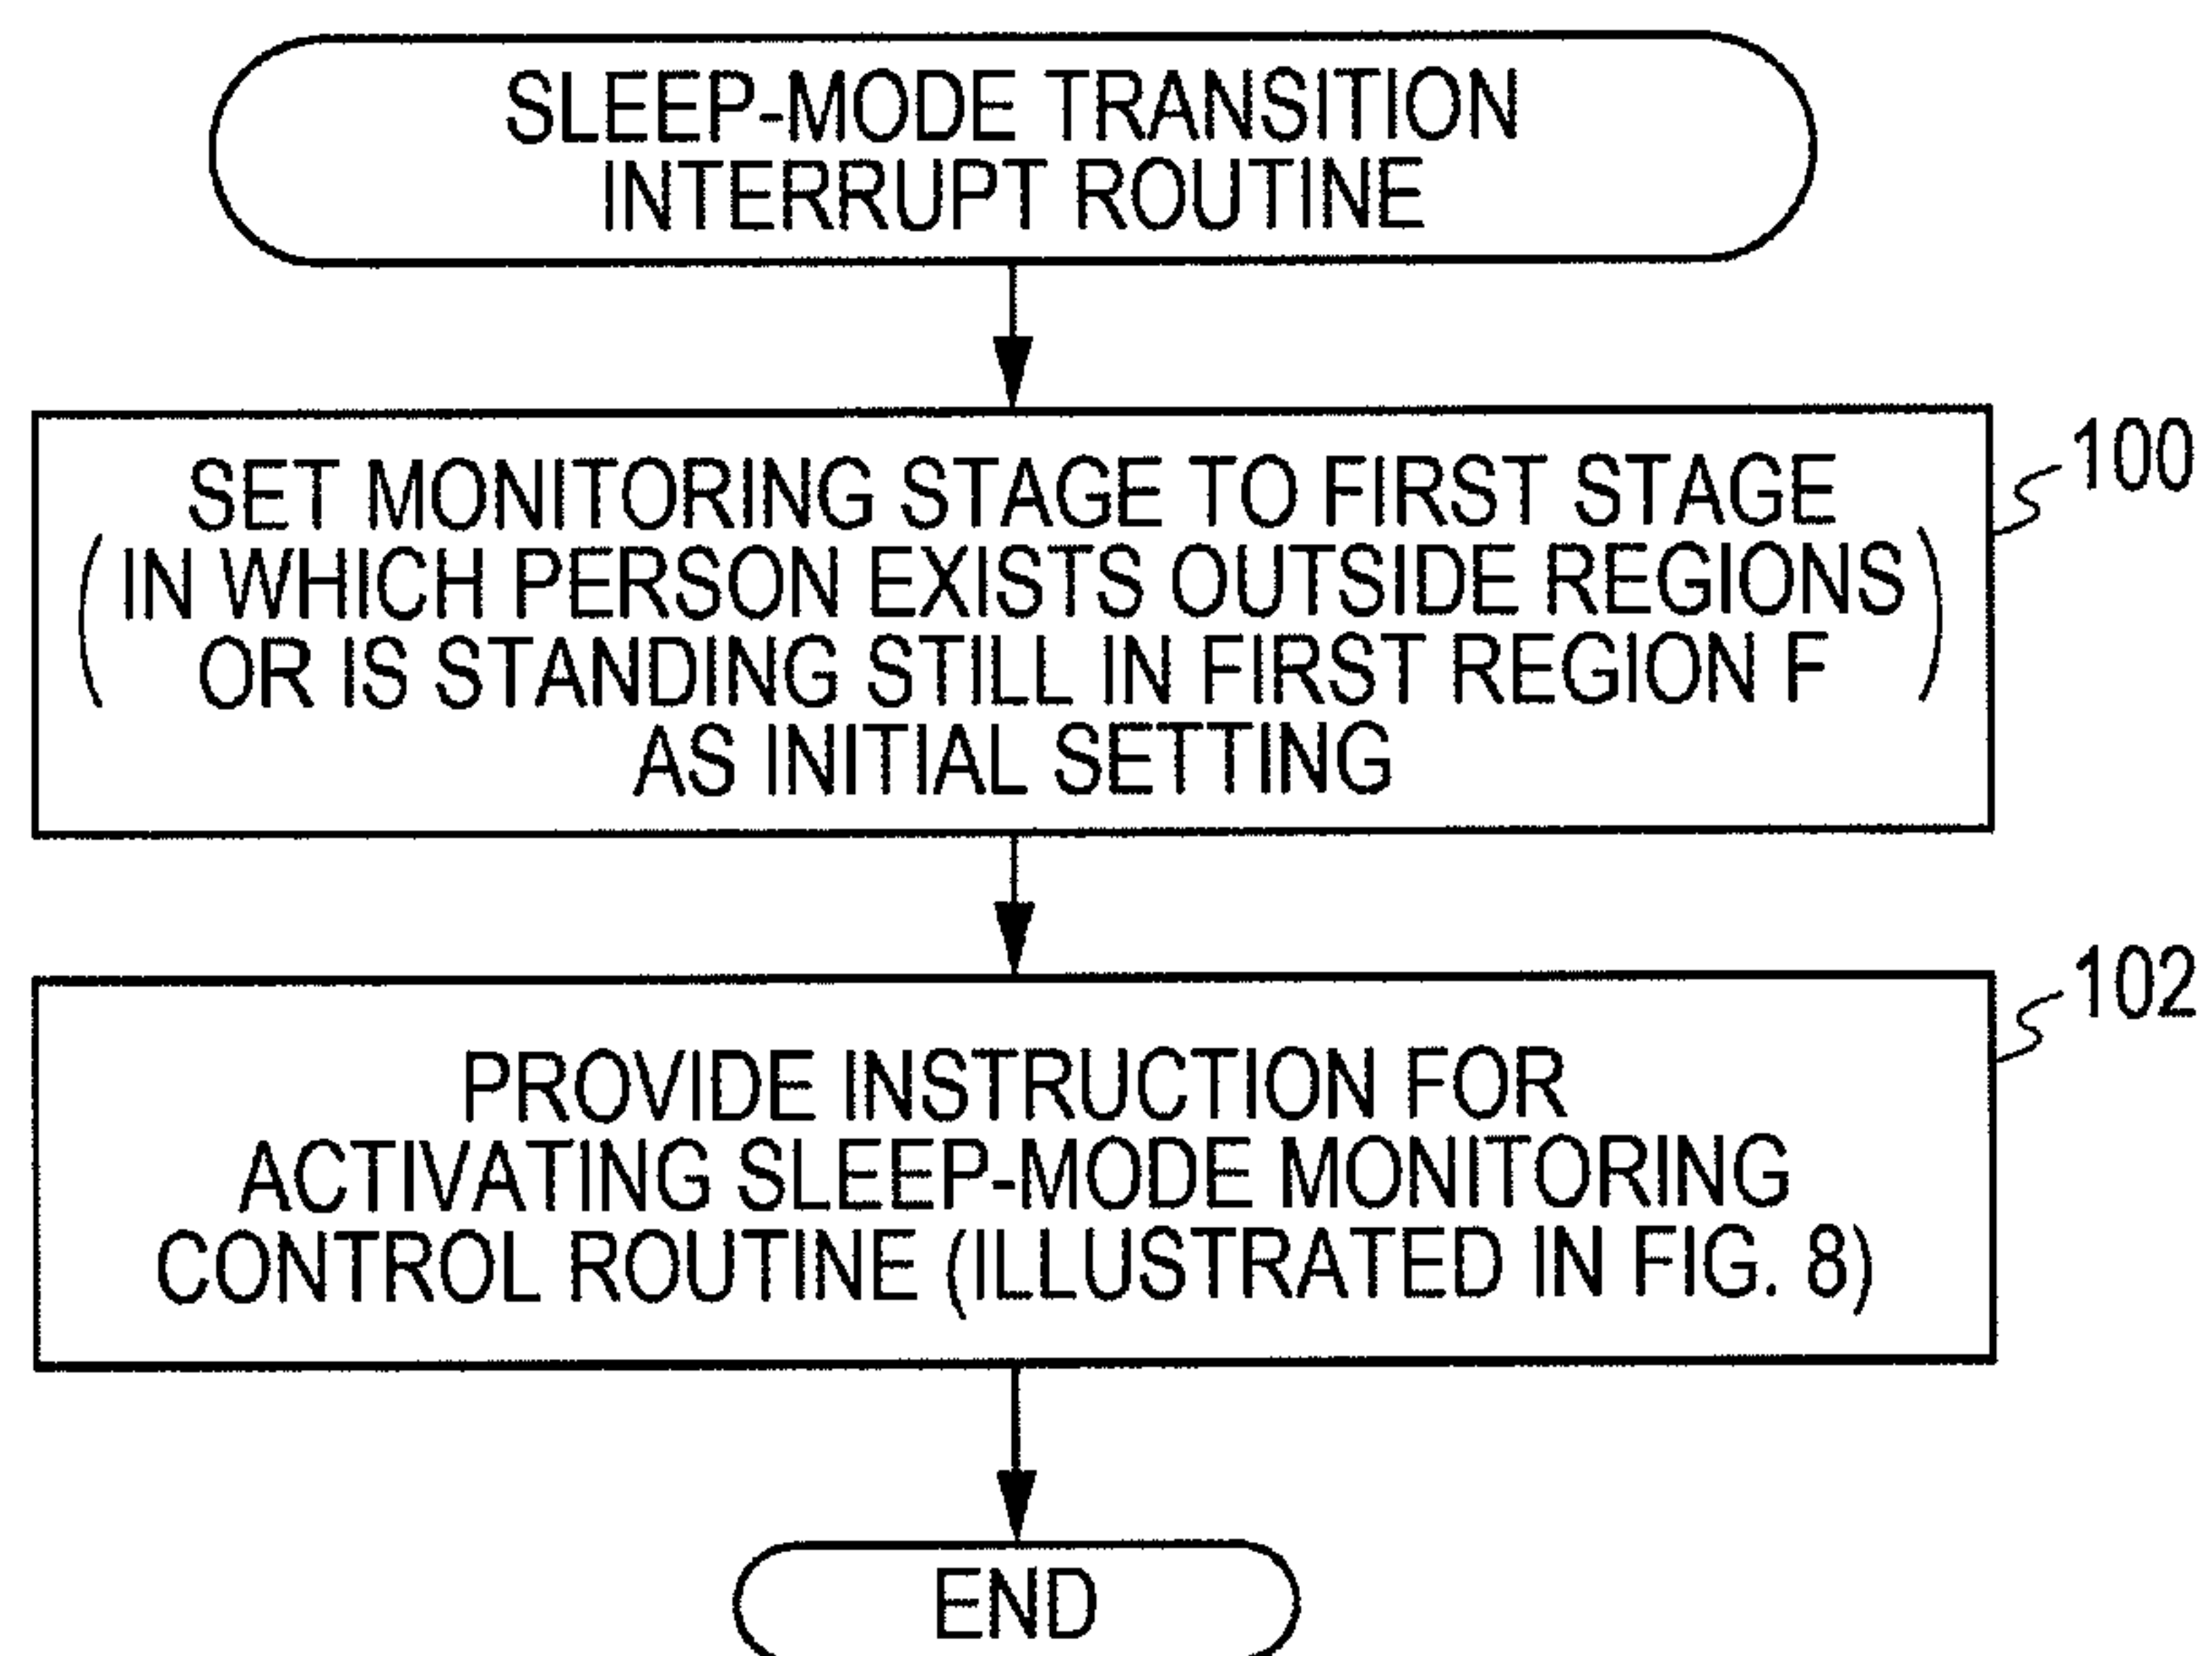 SLEEP-MODE TRANSITION
INTERRUPT ROUTINE
100
SET MONITORING STAGE TO FIRST STAGE
(IN WHICH PERSON EXISTS OUTSIDE REGIONS
OR IS STANDING STILL IN FIRST REGION F)
AS INITIAL SETTING
102
PROVIDE INSTRUCTION FOR
ACTIVATING SLEEP-MODE MONITORING
CONTROL ROUTINE (ILLUSTRATED IN FIG. 8)
END